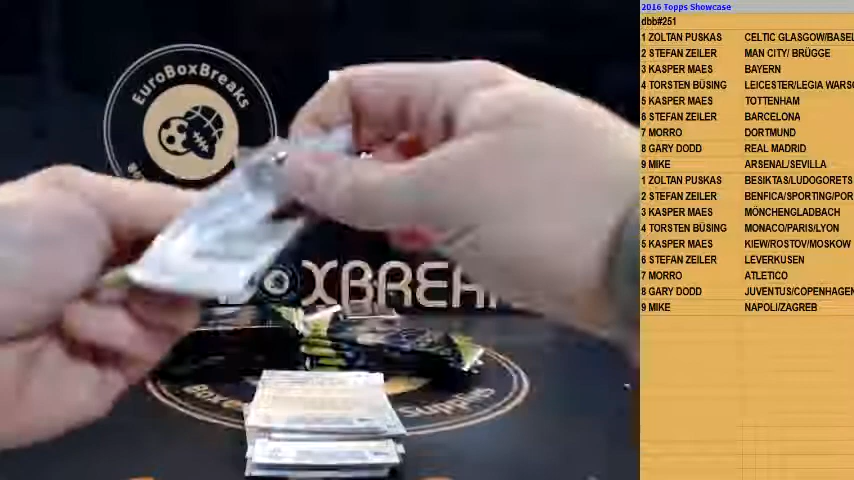 2016 Topps Showcase
dbb#251
1 ZOLTAN PUSKAS CELTIC GLASGOW/BASEL
2 STEFAN ZEILER MAN CITY/ BRÜGGE
3 KASPER MAES BAYERN
4 TORSTEN BÜSING LEICESTER/LEGIA WARS
5 KASPER MAES TOTTENHAM
6 STEFAN ZEILER BARCELONA
7 MORRO DORTMUND
8 GARY DODD REAL MADRID
9 MIKE ARSENAL/SEVILLA
1 ZOLTAN PUSKAS BESIKTAS/LUDOGORETS
2 STEFAN ZEILER BENFICA/SPORTING/POR
3 KASPER MAES MÖNCHENGLADBACH
4 TORSTEN BÜSING MONACO/PARIS/LYON
5 KASPER MAES KIEW/ROSTOV/MOSKOW
6 STEFAN ZEILER LEVERKUSEN
7 MORRO ATLETICO
8 GARY DODD JUVENTUS/COPENHAGEN
9 MIKE NAPOLI/ZAGREB
EuroBoxBreaks
OXBREAK